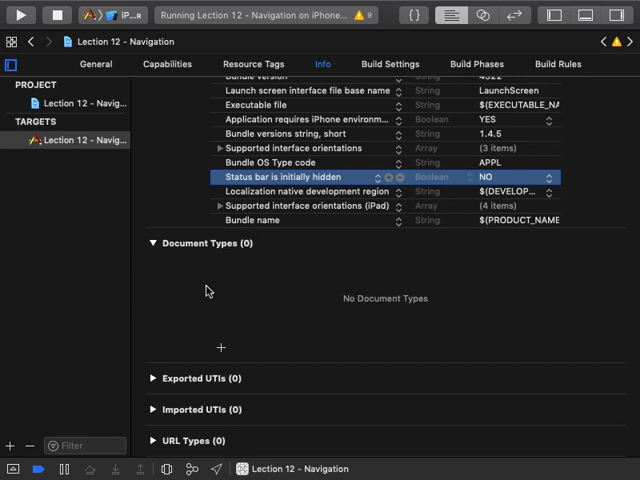 iP...R
Running Lection 12 - Navigation on iPhone...
9
{ }
Lection 12 - Navigation
General Capabilities Resource Tags Info Build Settings Build Phases Build Rules
PROJECT
Lection 12 - Navig...
TARGETS
Lection 12 - Navig...
Bundle version String 4522
Launch screen interface file base name String LaunchScreen
Executable file String $(EXECUTABLE_NA
Application requires iPhone environm... Boolean YES
Bundle versions string, short String 1.4.5
Supported interface orientations Array (3 items)
Bundle OS Type code String APPL
Status bar is initially hidden Boolean NO
Localization native development region String $(DEVELOP...
Supported interface orientations (iPad) Array (4 items)
Bundle name String $(PRODUCT_NAME
Document Types (0)
No Document Types
Exported UTIs (0)
Imported UTIs (0)
URL Types (0)
Filter
Lection 12 - Navigation